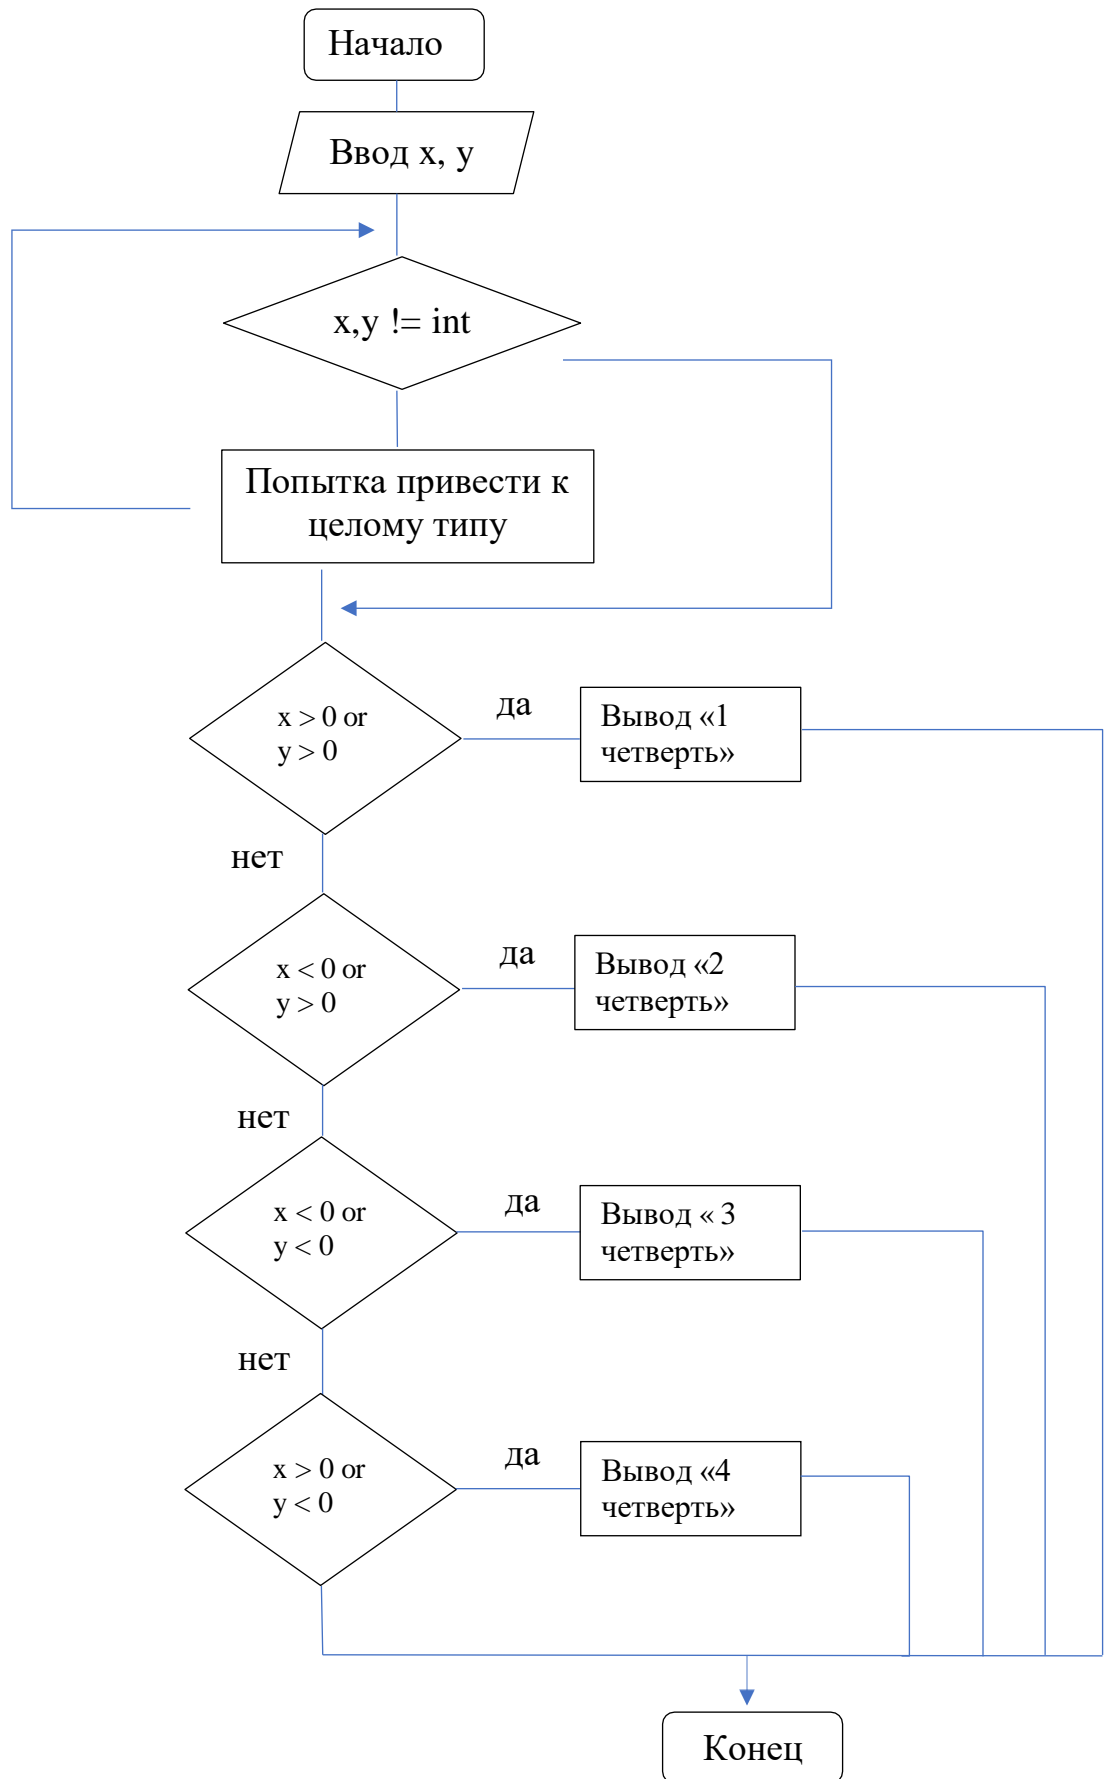 Начало
Ввод x, y
x,y != int
Попытка привести к
целому типу
x > 0 or
y > 0
да
Вывод «1
четверть»
нет
x < 0 or
y > 0
да
Вывод «2
четверть»
нет
x < 0 or
y < 0
да
Вывод « 3
четверть»
нет
x > 0 or
y < 0
да
Вывод «4
четверть»
Конец